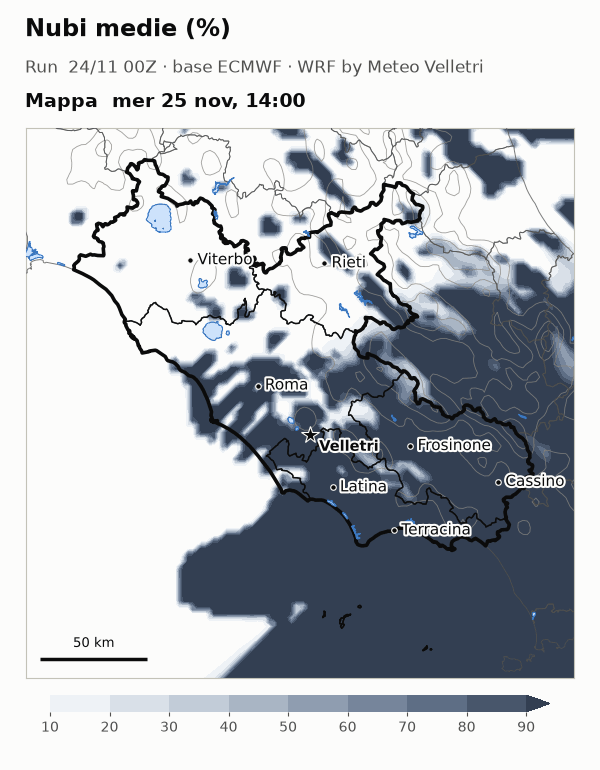 Nubi medie (%)
Run  24/11 00Z · base ECMWF · WRF by Meteo Velletri
Mappa  mer 25 nov, 14:00
Viterbo
Rieti
Roma
Velletri
Frosinone
Latina
Cassino
Terracina
50 km
10 20 30 40 50 60 70 80 90